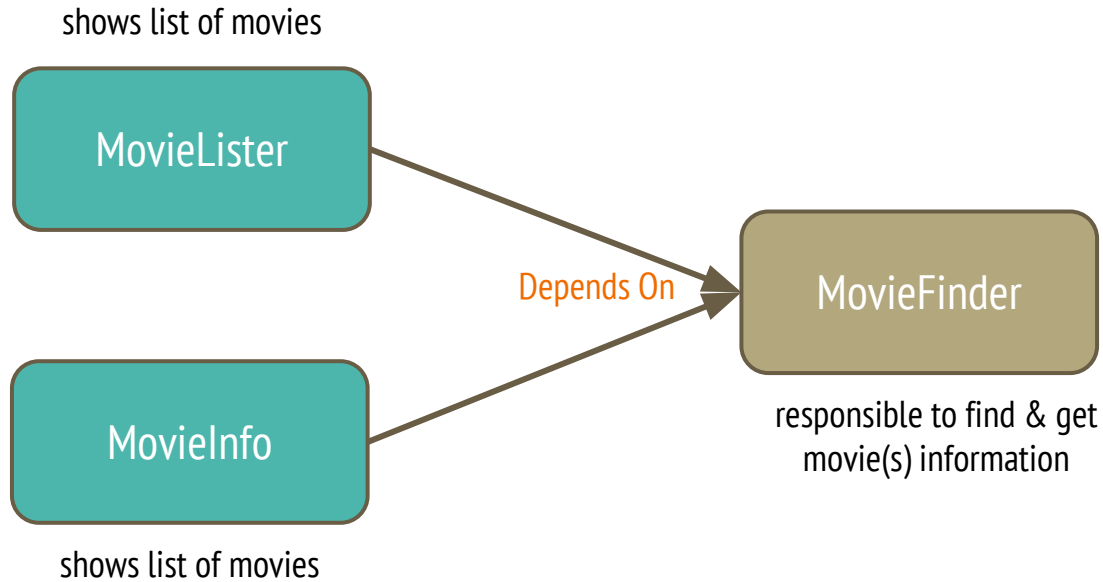 shows list of movies
MovieLister
Depends On
MovieFinder
MovieInfo
responsible to find & get
movie(s) information
shows list of movies